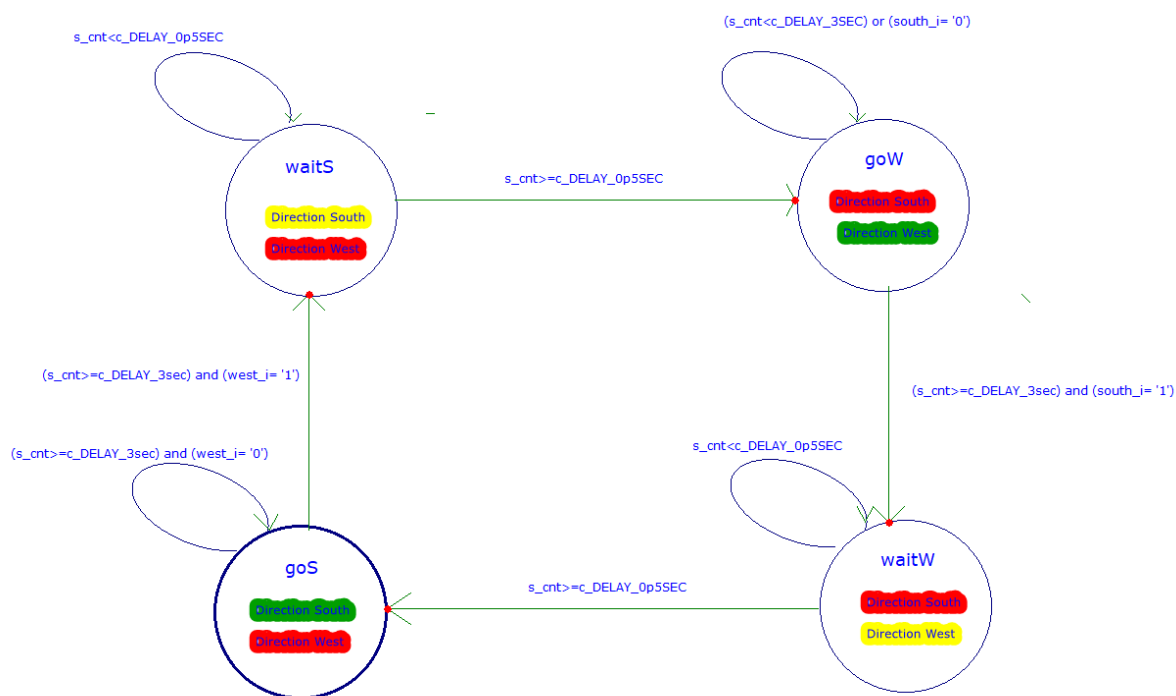 (s_cnt<c_DELAY_3SEC) or (south_i= '0')
s_cnt<c_DELAY_0p5SEC
waitS
Direction South
Direction West
s_cnt>=c_DELAY_0p5SEC
goW
Direction South
Direction West
(s_cnt>=c_DELAY_3sec) and (west_i= '1')
(s_cnt>=c_DELAY_3sec) and (south_i= '1')
(s_cnt>=c_DELAY_3sec) and (west_i= '0')
s_cnt<c_DELAY_0p5SEC
goS
Direction South
Direction West
s_cnt>=c_DELAY_0p5SEC
waitW
Direction South
Direction West